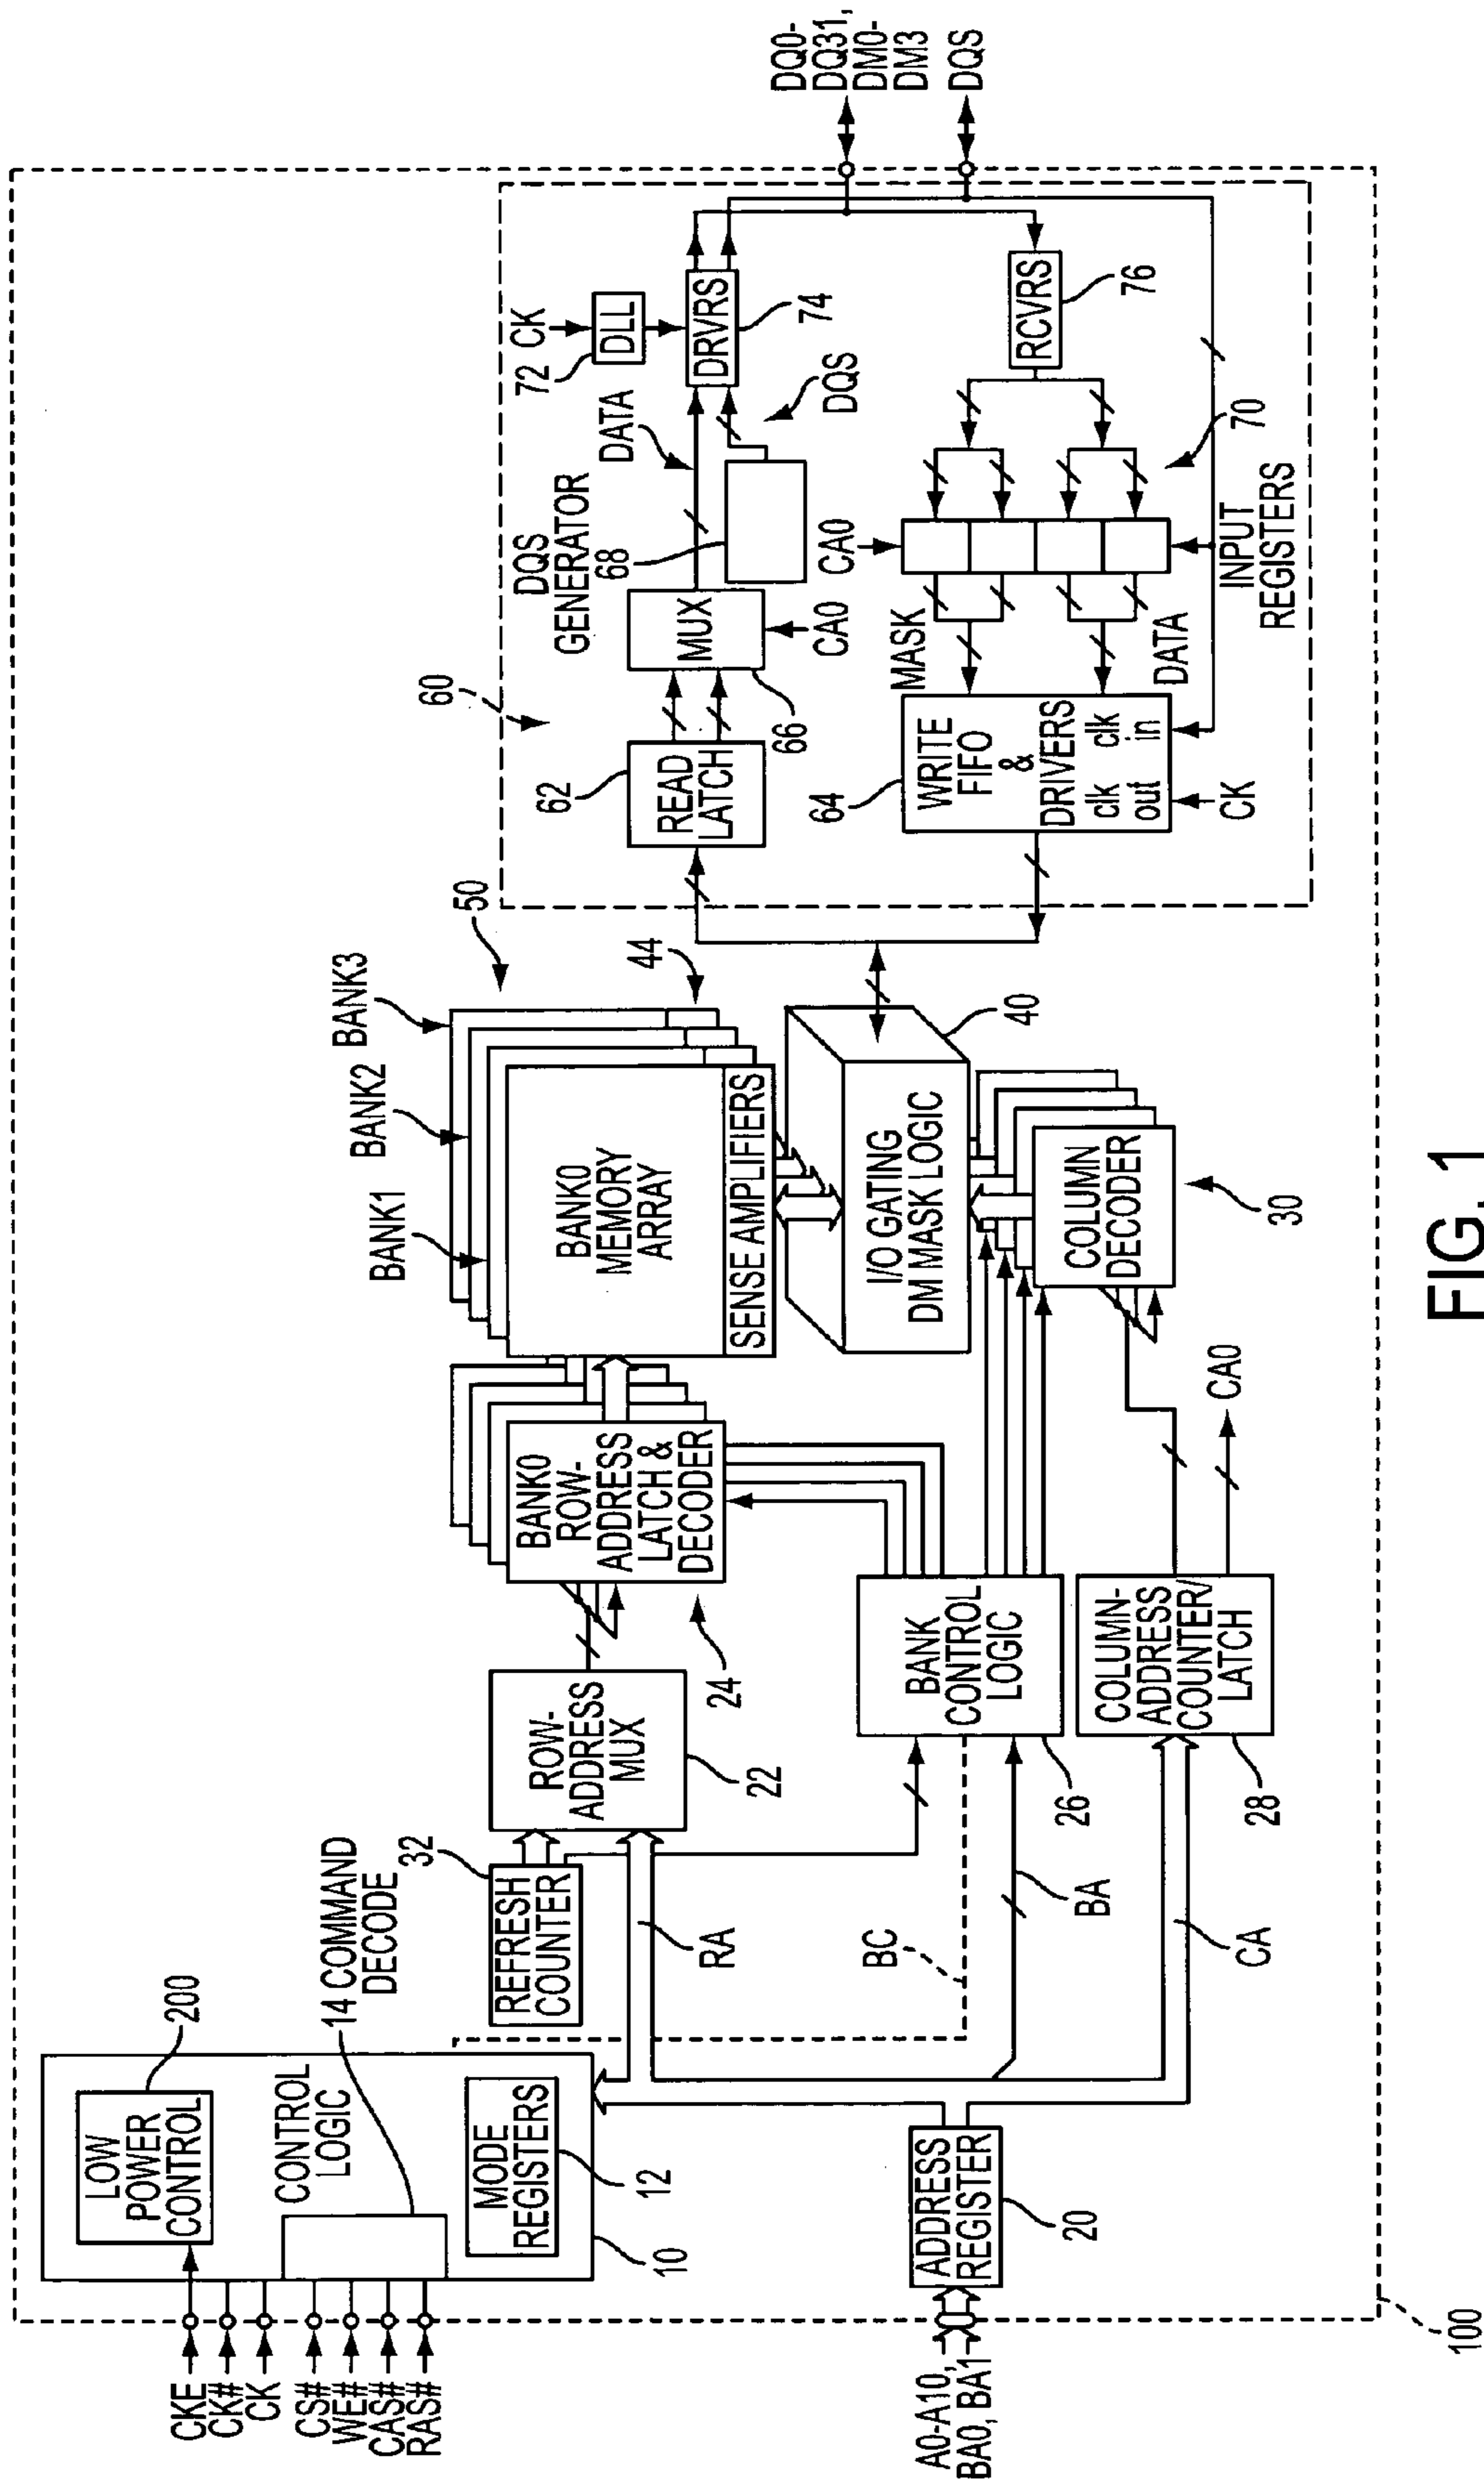 CKE
CK#
CK
CS#
WE#
CAS#
RAS#
LOW
POWER
CONTROL
200
CONTROL
LOGIC
14 COMMAND
DECODE
MODE
REGISTERS
12
10
A0-A10,
BA0, BA1
ADDRESS
REGISTER
20
REFRESH
COUNTER
32
RA
BC
BA
CA
ROW-
ADDRESS
MUX
22
BANK
CONTROL
LOGIC
26
COLUMN-
ADDRESS
COUNTER/
LATCH
28
BANK0
ROW-
ADDRESS
LATCH &
DECODER
24
CA0
BANK1
BANK2
BANK3
BANK0
MEMORY
ARRAY
SENSE AMPLIFIERS
44
50
I/O GATING
DM MASK LOGIC
40
COLUMN
DECODER
30
60
READ
LATCH
62
MUX
66
CA0
DQS
GENERATOR
68
DATA
DQS
CK
DLL
72
DRVRS
74
WRITE
FIFO
&
DRIVERS
clk clk
out in
64
CK
MASK
DATA
CA0
INPUT
REGISTERS
70
RCVRS
76
DQ0-
DQ31,
DM0-
DM3
DQS
100
FIG. 1